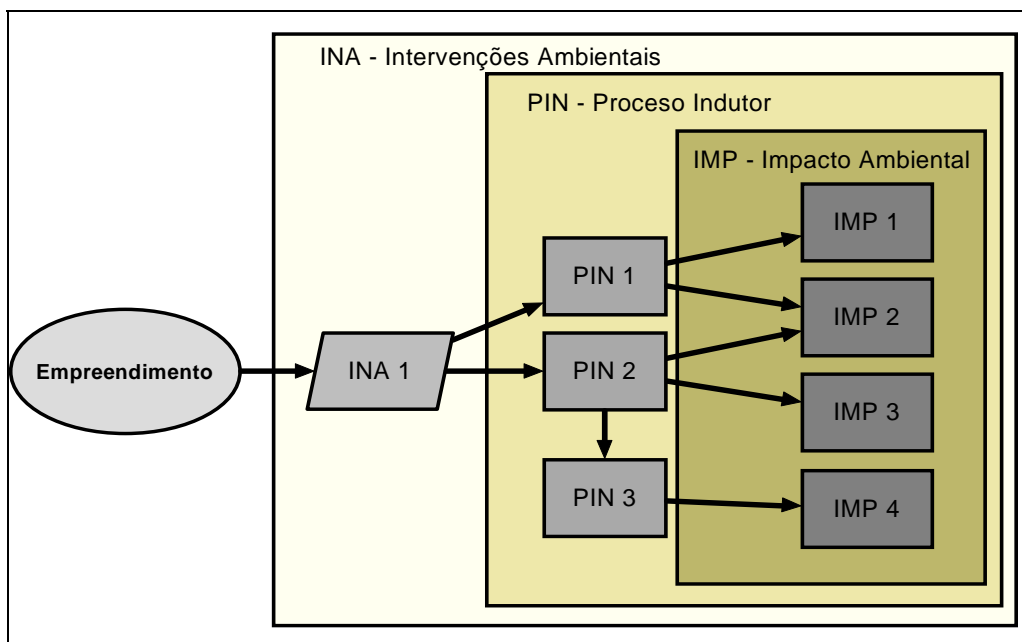 INA - Intervenções Ambientais
PIN - Proceso Indutor
IMP - Impacto Ambiental
IMP 1
PIN 1
IMP 2
Empreendimento
INA 1
PIN 2
IMP 3
PIN 3
IMP 4